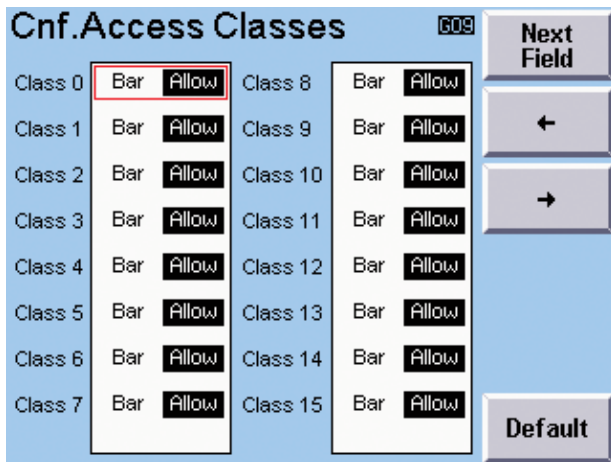 Cnf.Access Classes G09
Next
Field
Class 0 Bar Allow Class 8 Bar Allow
Class 1 Bar Allow Class 9 Bar Allow
Class 2 Bar Allow Class 10 Bar Allow
Class 3 Bar Allow Class 11 Bar Allow
Class 4 Bar Allow Class 12 Bar Allow
Class 5 Bar Allow Class 13 Bar Allow
Class 6 Bar Allow Class 14 Bar Allow
Class 7 Bar Allow Class 15 Bar Allow
←
→
Default